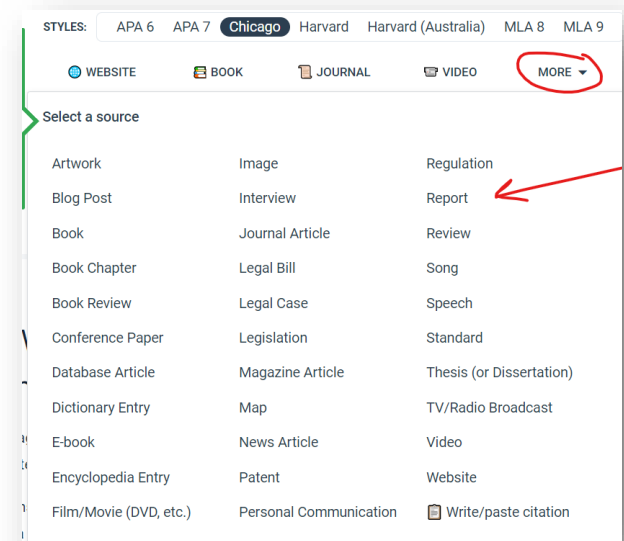 STYLES: APA 6 APA 7 Chicago Harvard Harvard (Australia) MLA 8 MLA 9
WEBSITE BOOK JOURNAL VIDEO MORE
Select a source
Artwork Image Regulation
Blog Post Interview Report
Book Journal Article Review
Book Chapter Legal Bill Song
Book Review Legal Case Speech
Conference Paper Legislation Standard
Database Article Magazine Article Thesis (or Dissertation)
Dictionary Entry Map TV/Radio Broadcast
E-book News Article Video
Encyclopedia Entry Patent Website
Film/Movie (DVD, etc.) Personal Communication Write/paste citation